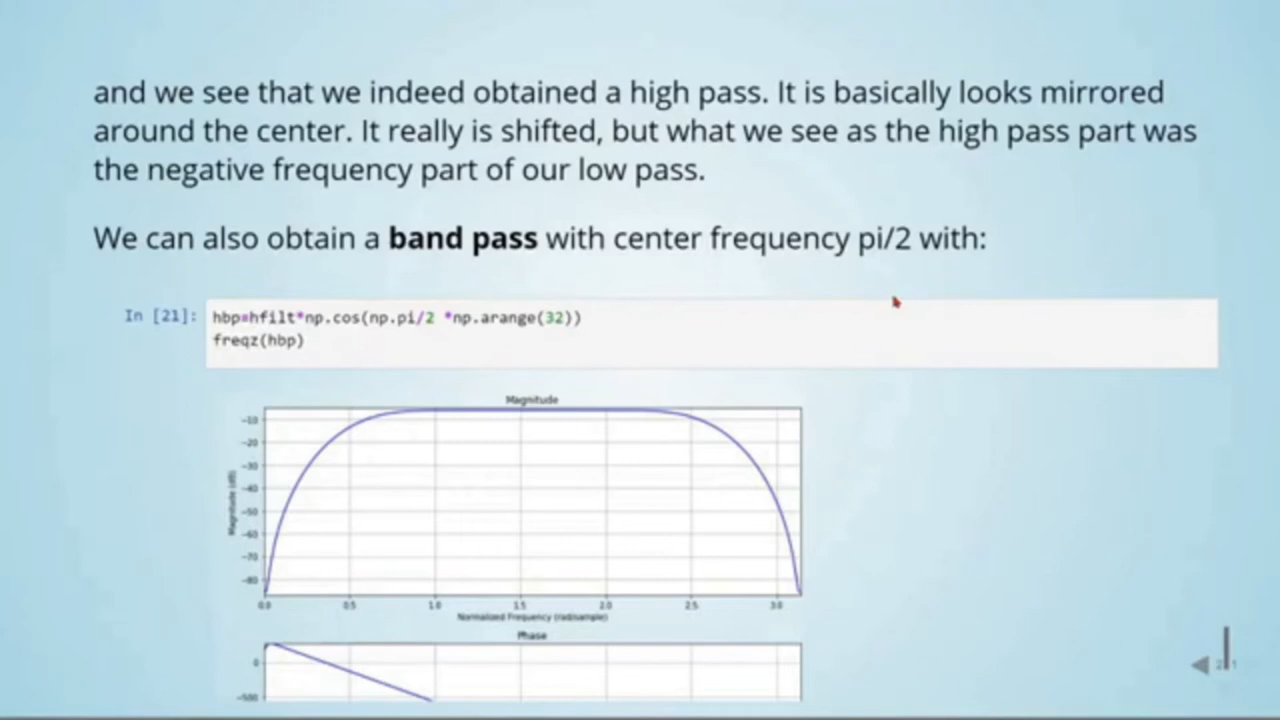 and we see that we indeed obtained a high pass. It is basically looks mirrored
around the center. It really is shifted, but what we see as the high pass part was
the negative frequency part of our low pass.
We can also obtain a band pass with center frequency pi/2 with:
In [21]: hbp=hfilt*np.cos(np.pi/2 *np.arange(32))
freqz(hbp)
Magnitude
Magnitude (dB)
-10
-20
-30
-40
-50
-60
-70
-80
0.0 0.5 1.0 1.5 2.0 2.5 3.0
Normalized Frequency (rad/sample)
Phase
0
-500